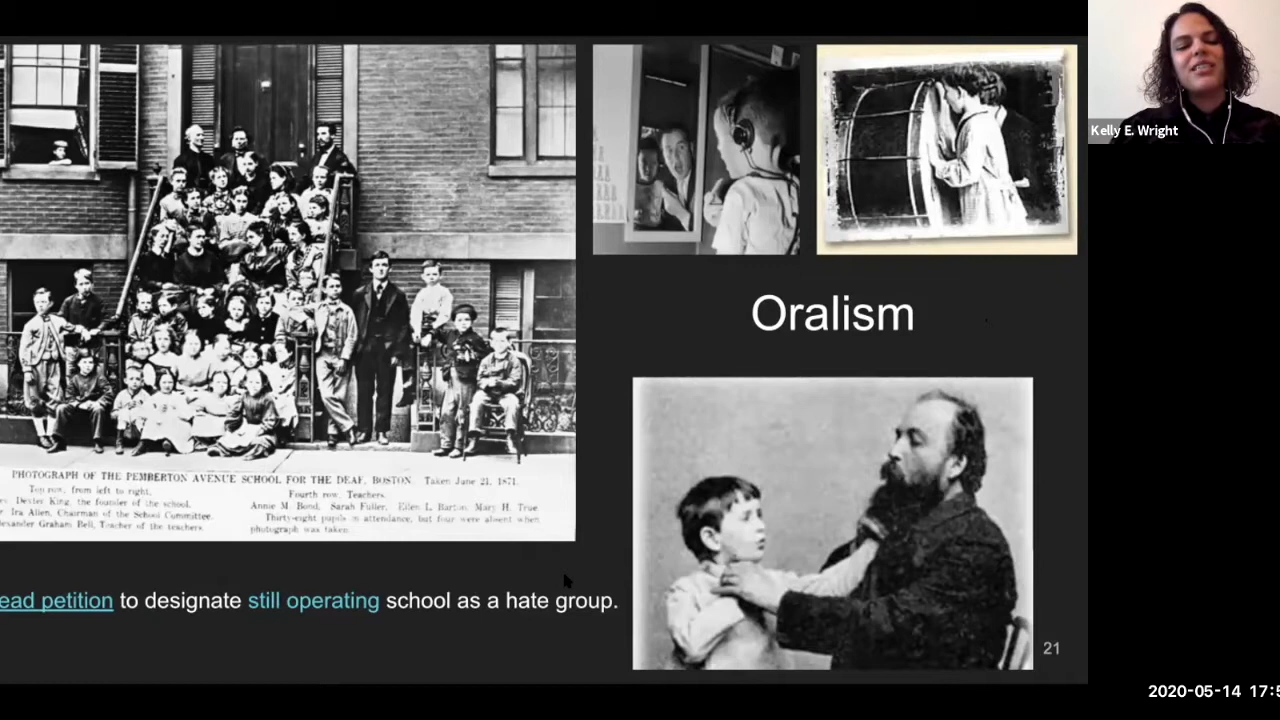 Kelly E. Wright
Oralism
PHOTOGRAPH OF THE PEMBERTON AVENUE SCHOOL FOR THE DEAF, BOSTON. Taken June 21, 1871.
Top row, from left to right.
Dexter King, the founder of the school.
Ira Allen, Chairman of the School Committee.
exander Graham Bell, Teacher of the teachers.
Fourth row, Teachers.
Annie M. Bond, Sarah Fuller, Ellen L. Barton, Mary H. True
Thirty-eight pupils in attendance, but four were absent when
photograph was taken.
ead petition to designate still operating school as a hate group.
21
2020-05-14 17:5